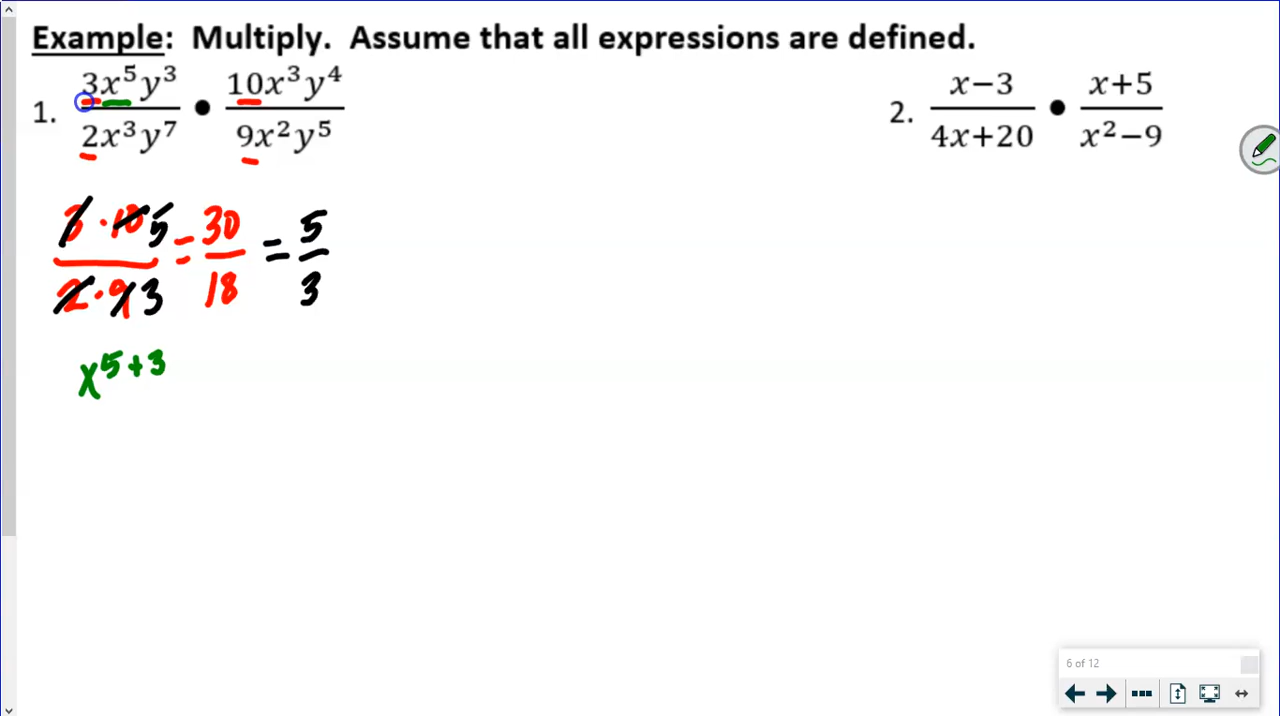 Example: Multiply. Assume that all expressions are defined.
1. 3x⁵y³/2x³y⁷ • 10x³y⁴/9x²y⁵
2. x−3/4x+20 • x+5/x²−9
3 · 10 5/2 · 9 3 = 30/18 = 5/3
x⁵⁺³
6 of 12